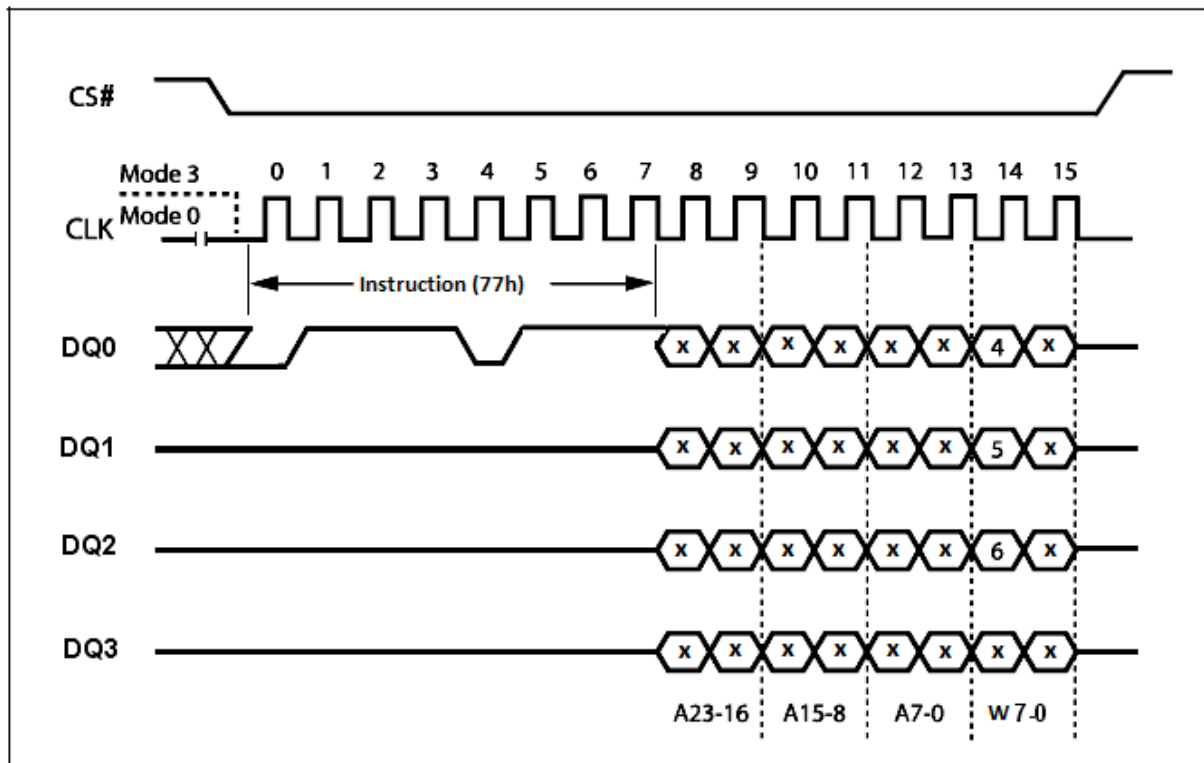 CS#
Mode 3
0 1 2 3 4 5 6 7 8 9 10 11 12 13 14 15
Mode 0
CLK
Instruction (77h)
DQ0 x x x x x x 4 x
DQ1 x x x x x x 5 x
DQ2 x x x x x x 6 x
DQ3 x x x x x x x x
A23-16 A15-8 A7-0 W 7-0